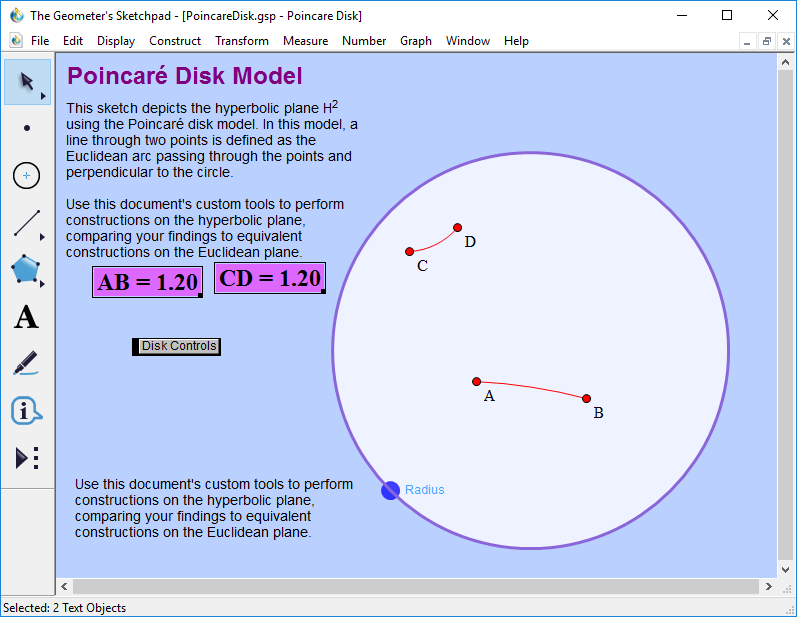 The Geometer's Sketchpad - [PoincareDisk.gsp - Poincare Disk]
File Edit Display Construct Transform Measure Number Graph Window Help
Poincaré Disk Model
This sketch depicts the hyperbolic plane H2
using the Poincaré disk model. In this model, a
line through two points is defined as the
Euclidean arc passing through the points and
perpendicular to the circle.
Use this document's custom tools to perform
constructions on the hyperbolic plane,
comparing your findings to equivalent
constructions on the Euclidean plane.
AB = 1.20
CD = 1.20
Disk Controls
D
C
A
B
Radius
Use this document's custom tools to perform
constructions on the hyperbolic plane,
comparing your findings to equivalent
constructions on the Euclidean plane.
A
i
Selected: 2 Text Objects